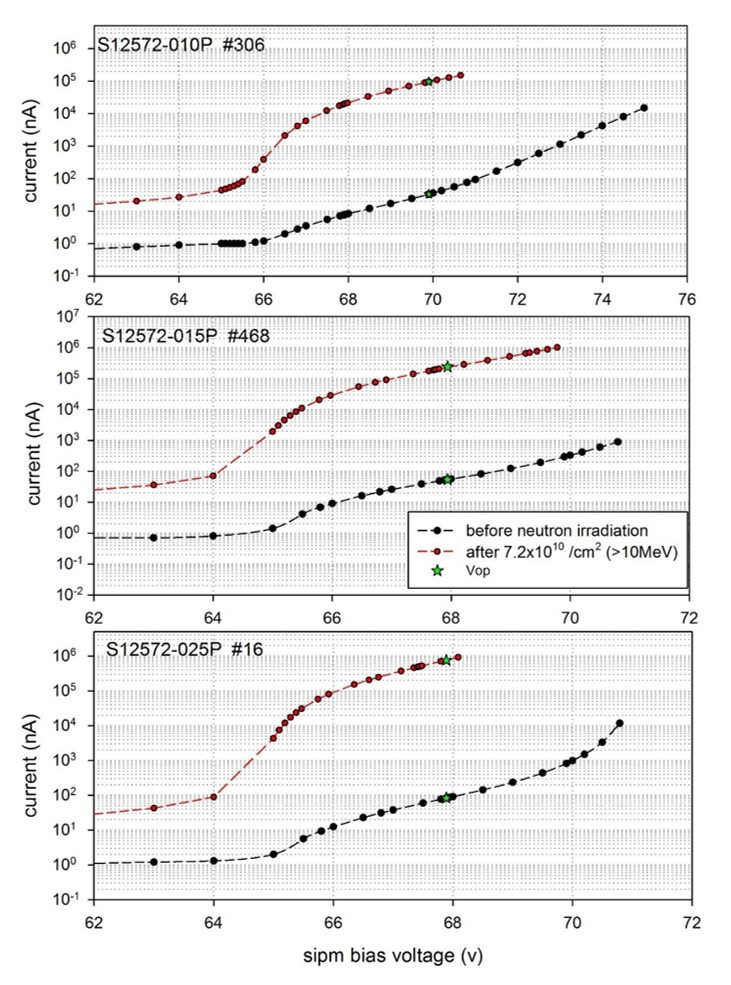 S12572-010P #306
current (nA)
10⁶
10⁵
10⁴
10³
10²
10¹
10⁰
10⁻¹
62 64 66 68 70 72 74 76
S12572-015P #468
current (nA)
10⁷
10⁶
10⁵
10⁴
10³
10²
10¹
10⁰
10⁻¹
10⁻²
before neutron irradiation
after 7.2x10¹⁰ /cm² (>10MeV)
Vop
62 64 66 68 70 72
S12572-025P #16
current (nA)
10⁶
10⁵
10⁴
10³
10²
10¹
10⁰
10⁻¹
62 64 66 68 70 72
sipm bias voltage (v)